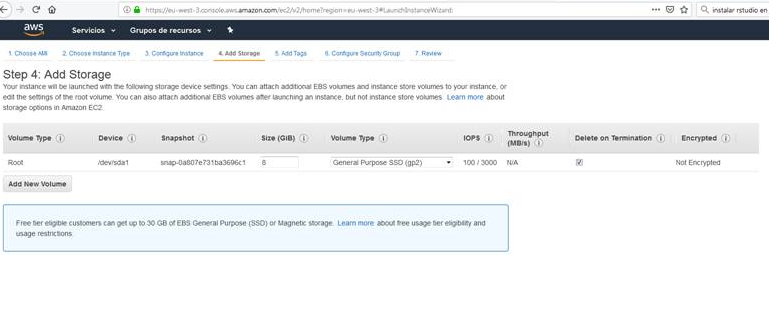 https://eu-west-3.console.aws.amazon.com/ec2/v2/home?region=eu-west-3#LaunchInstanceWizard:
instalar rstudio en
aws Servicios Grupos de recursos
1. Choose AMI 2. Choose Instance Type 3. Configure Instance 4. Add Storage 5. Add Tags 6. Configure Security Group 7. Review
Step 4: Add Storage
Your instance will be launched with the following storage device settings. You can attach additional EBS volumes and instance store volumes to your instance, or
edit the settings of the root volume. You can also attach additional EBS volumes after launching an instance, but not instance store volumes. Learn more about
storage options in Amazon EC2.
Volume Type Device Snapshot Size (GiB) Volume Type IOPS Throughput (MB/s) Delete on Termination Encrypted
Root /dev/sda1 snap-0a807e731ba3696c1 8 General Purpose SSD (gp2) 100 / 3000 N/A Not Encrypted
Add New Volume
Free tier eligible customers can get up to 30 GB of EBS General Purpose (SSD) or Magnetic storage. Learn more about free usage tier eligibility and
usage restrictions.